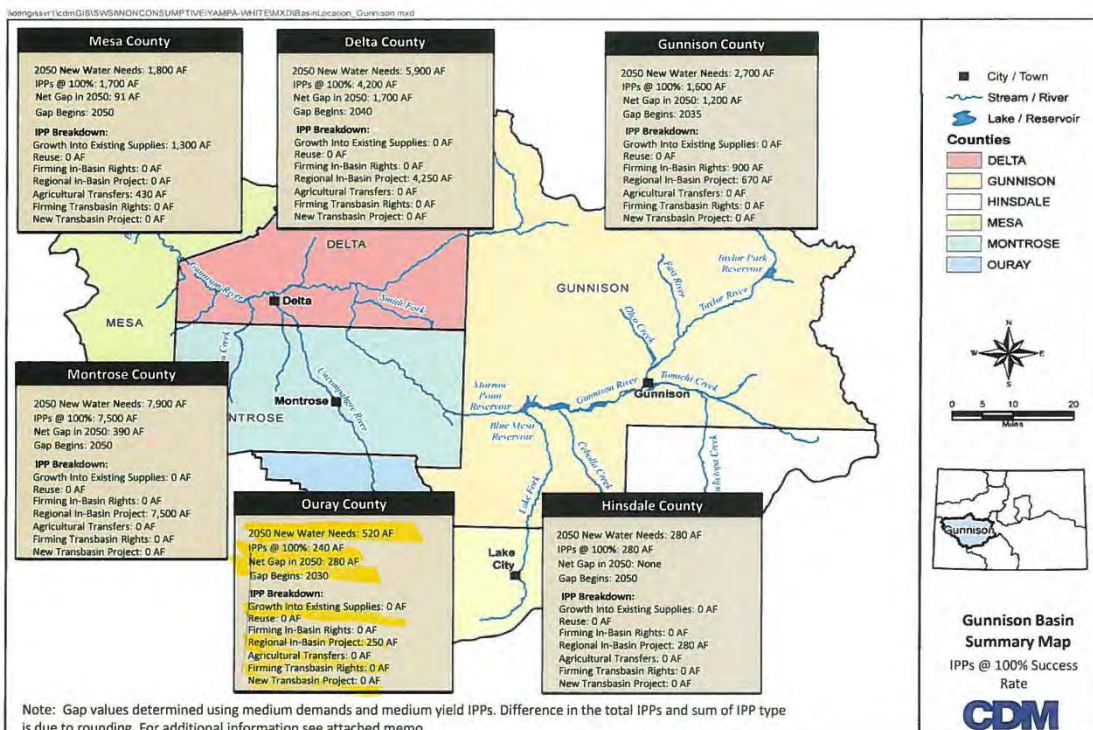 \\dengissvr1\cdmGIS\SWSI\NONCONSUMPTIVE\YAMPA-WHITE\MXD\BasinLocation_Gunnison.mxd
Mesa County
2050 New Water Needs: 1,800 AF
IPPs @ 100%: 1,700 AF
Net Gap in 2050: 91 AF
Gap Begins: 2050
IPP Breakdown:
Growth Into Existing Supplies: 1,300 AF
Reuse: 0 AF
Firming In-Basin Rights: 0 AF
Regional In-Basin Project: 0 AF
Agricultural Transfers: 430 AF
Firming Transbasin Rights: 0 AF
New Transbasin Project: 0 AF
Delta County
2050 New Water Needs: 5,900 AF
IPPs @ 100%: 4,200 AF
Net Gap in 2050: 1,700 AF
Gap Begins: 2040
IPP Breakdown:
Growth Into Existing Supplies: 0 AF
Reuse: 0 AF
Firming In-Basin Rights: 0 AF
Regional In-Basin Project: 4,250 AF
Agricultural Transfers: 0 AF
Firming Transbasin Rights: 0 AF
New Transbasin Project: 0 AF
Gunnison County
2050 New Water Needs: 2,700 AF
IPPs @ 100%: 1,600 AF
Net Gap in 2050: 1,200 AF
Gap Begins: 2035
IPP Breakdown:
Growth Into Existing Supplies: 0 AF
Reuse: 0 AF
Firming In-Basin Rights: 900 AF
Regional In-Basin Project: 670 AF
Agricultural Transfers: 0 AF
Firming Transbasin Rights: 0 AF
New Transbasin Project: 0 AF
DELTA
Gunnison River
Delta
Smith Fork
MESA
GUNNISON
Taylor Park
Reservoir
East River
Taylor River
Ohio Creek
Tomichi Creek
Gunnison River
Gunnison
Morrow
Point
Reservoir
Blue Mesa
Reservoir
Cebolla Creek
Lake Fork
Creek
Montrose
Uncompahgre River
NTROSE
Lake
City
Montrose County
2050 New Water Needs: 7,900 AF
IPPs @ 100%: 7,500 AF
Net Gap in 2050: 390 AF
Gap Begins: 2050
IPP Breakdown:
Growth Into Existing Supplies: 0 AF
Reuse: 0 AF
Firming In-Basin Rights: 0 AF
Regional In-Basin Project: 7,500 AF
Agricultural Transfers: 0 AF
Firming Transbasin Rights: 0 AF
New Transbasin Project: 0 AF
Ouray County
2050 New Water Needs: 520 AF
IPPs @ 100%: 240 AF
Net Gap in 2050: 280 AF
Gap Begins: 2030
IPP Breakdown:
Growth Into Existing Supplies: 0 AF
Reuse: 0 AF
Firming In-Basin Rights: 0 AF
Regional In-Basin Project: 250 AF
Agricultural Transfers: 0 AF
Firming Transbasin Rights: 0 AF
New Transbasin Project: 0 AF
Hinsdale County
2050 New Water Needs: 280 AF
IPPs @ 100%: 280 AF
Net Gap in 2050: None
Gap Begins: 2050
IPP Breakdown:
Growth Into Existing Supplies: 0 AF
Reuse: 0 AF
Firming In-Basin Rights: 0 AF
Regional In-Basin Project: 280 AF
Agricultural Transfers: 0 AF
Firming Transbasin Rights: 0 AF
New Transbasin Project: 0 AF
Note: Gap values determined using medium demands and medium yield IPPs. Difference in the total IPPs and sum of IPP type
is due to rounding. For additional information see attached memo.
City / Town
Stream / River
Lake / Reservoir
Counties
DELTA
GUNNISON
HINSDALE
MESA
MONTROSE
OURAY
N
W E
S
0 5 10 20
Miles
Gunnison
Gunnison Basin
Summary Map
IPPs @ 100% Success
Rate
CDM